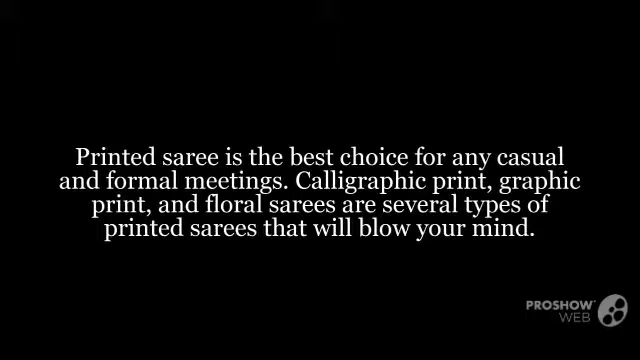 Printed saree is the best choice for any casual
and formal meetings. Calligraphic print, graphic
print, and floral sarees are several types of
printed sarees that will blow your mind.
PROSHOW
WEB